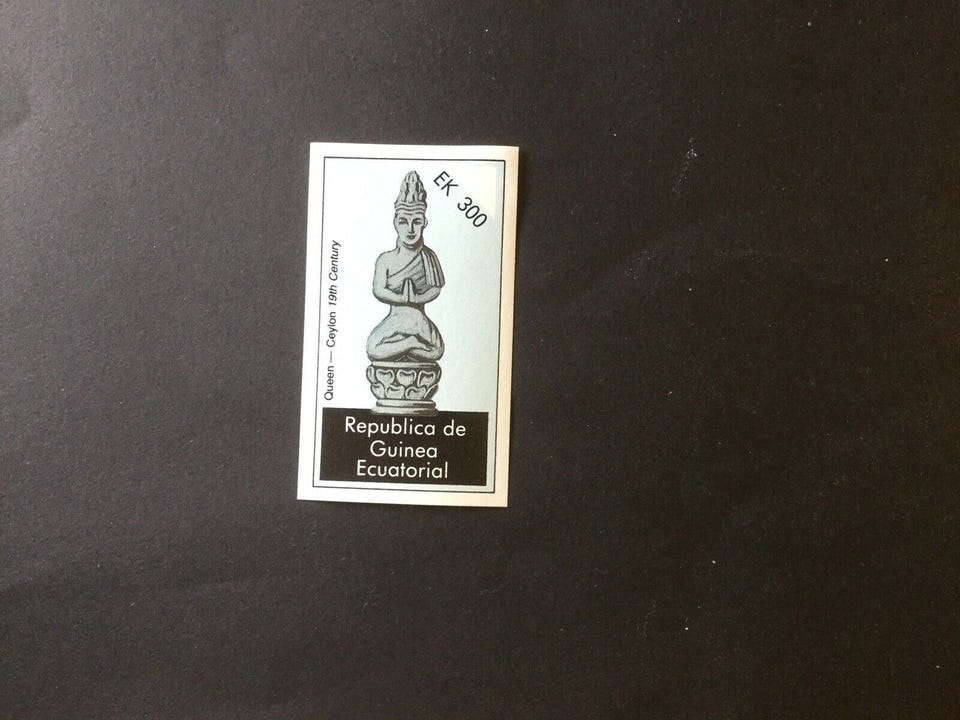 EK 300
Queen — Ceylon 19th Century
Republica de
Guinea
Ecuatorial